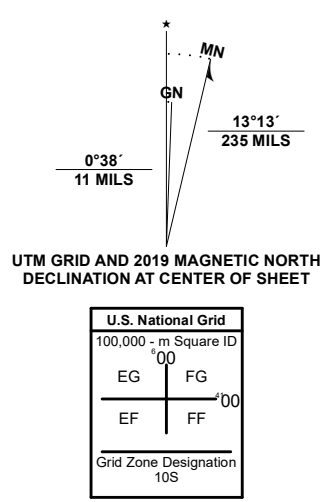 ★
MN
GN
13°13´
235 MILS
0°38´
11 MILS
UTM GRID AND 2019 MAGNETIC NORTH
DECLINATION AT CENTER OF SHEET
U.S. National Grid
100,000 - m Square ID
⁶00
EG FG
⁴¹00
EF FF
Grid Zone Designation
10S